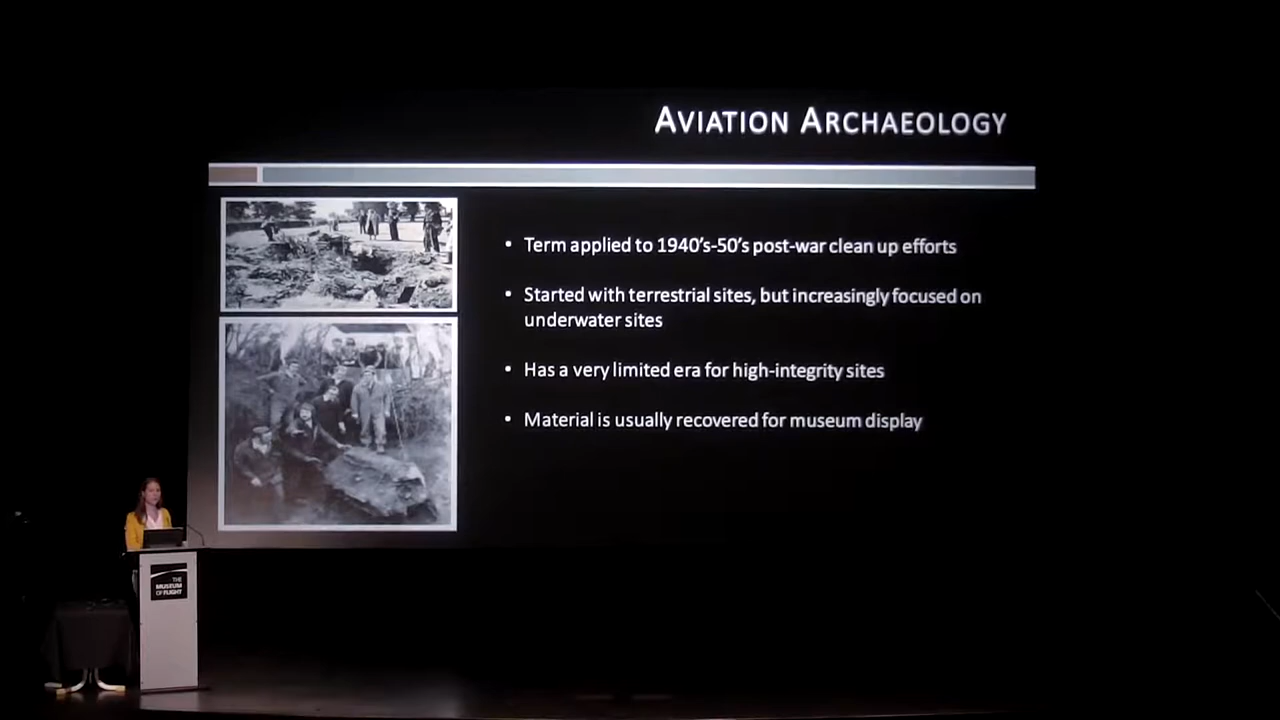 AVIATION ARCHAEOLOGY
• Term applied to 1940's-50's post-war clean up efforts
• Started with terrestrial sites, but increasingly focused on
underwater sites
• Has a very limited era for high-integrity sites
• Material is usually recovered for museum display
THE
MUSEUM
OF FLIGHT